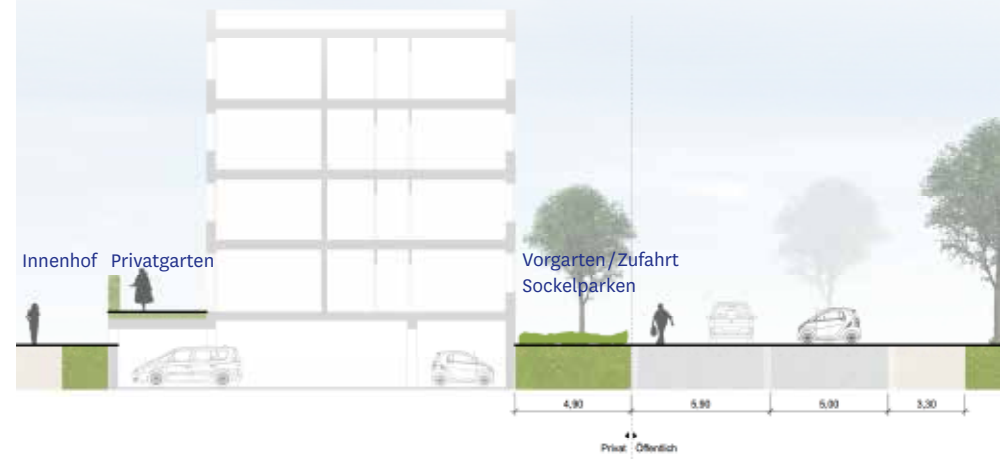 Innenhof Privatgarten
Vorgarten/Zufahrt
Sockelparken
4,90 5,90 5,00 3,30
Privat Öffentlich